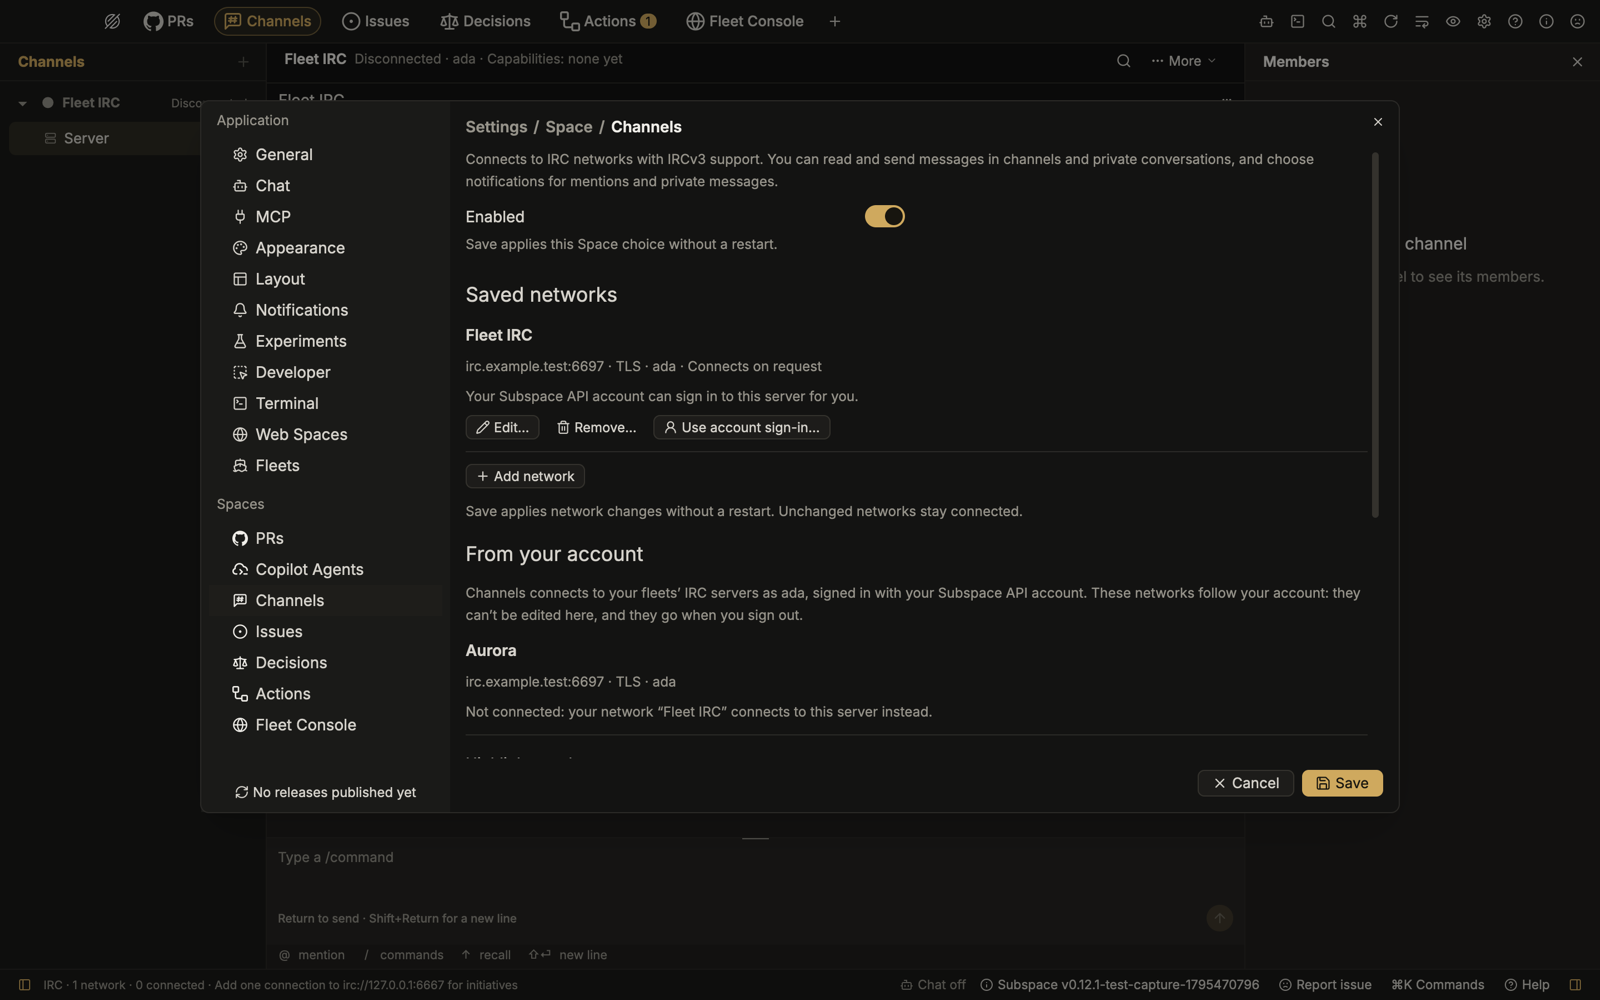 PRs
Channels
Issues
Decisions
Actions 1
Fleet Console
Channels
Fleet IRC
Server
Fleet IRC Disconnected · ada · Capabilities: none yet
··· More
Members
Application
General
Chat
MCP
Appearance
Layout
Notifications
Experiments
Developer
Terminal
Web Spaces
Fleets
Spaces
PRs
Copilot Agents
Channels
Issues
Decisions
Actions
Fleet Console
No releases published yet
Settings / Space / Channels
Connects to IRC networks with IRCv3 support. You can read and send messages in channels and private conversations, and choose
notifications for mentions and private messages.
Enabled
Save applies this Space choice without a restart.
Saved networks
Fleet IRC
irc.example.test:6697 · TLS · ada · Connects on request
Your Subspace API account can sign in to this server for you.
Edit...
Remove...
Use account sign-in...
+ Add network
Save applies network changes without a restart. Unchanged networks stay connected.
From your account
Channels connects to your fleets’ IRC servers as ada, signed in with your Subspace API account. These networks follow your account: they
can’t be edited here, and they go when you sign out.
Aurora
irc.example.test:6697 · TLS · ada
Not connected: your network “Fleet IRC” connects to this server instead.
Cancel
Save
channel
to see its members.
Type a /command
Return to send · Shift+Return for a new line
@ mention / commands ↑ recall ⇧⏎ new line
IRC · 1 network · 0 connected · Add one connection to irc://127.0.0.1:6667 for initiatives
Chat off
Subspace v0.12.1-test-capture-1795470796
Report issue
⌘K Commands
Help